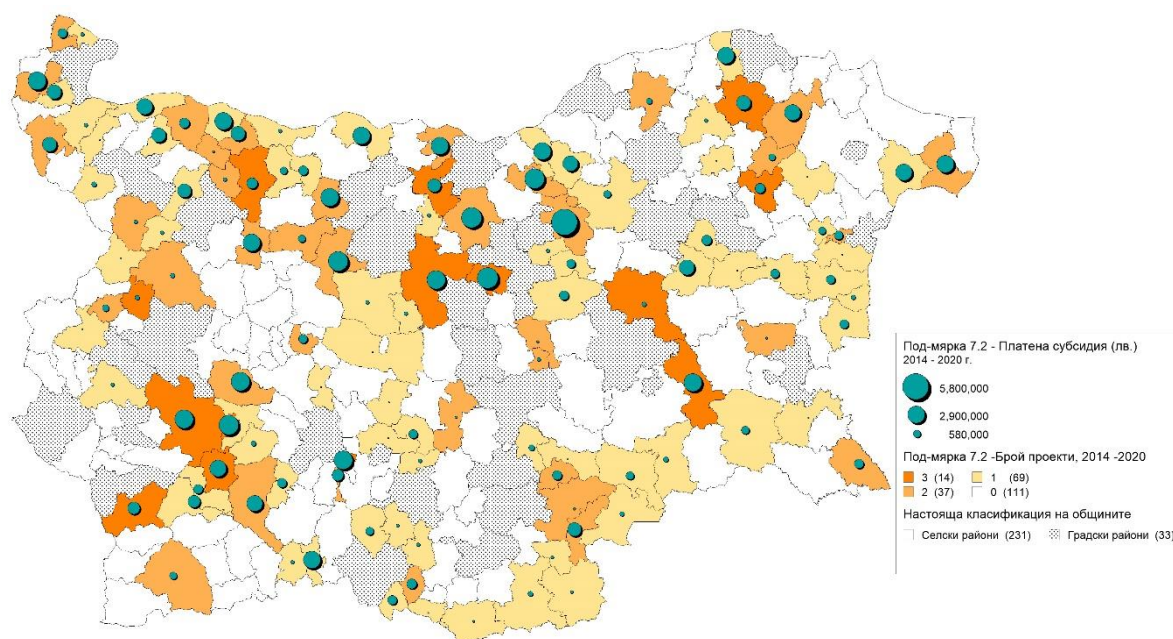 Под-мярка 7.2 - Платена субсидия (лв.)
2014 - 2020 г.
5,800,000
2,900,000
580,000
Под-мярка 7.2 -Брой проекти, 2014 -2020
3 (14) 1 (69)
2 (37) 0 (111)
Настояща класификация на общините
Селски райони (231) Градски райони (33)